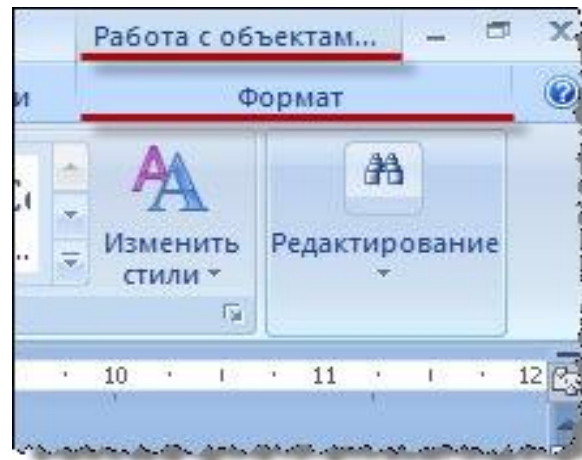 Работа с объектам...
и
Формат
Изменить
стили
Редактирование
10 11 12